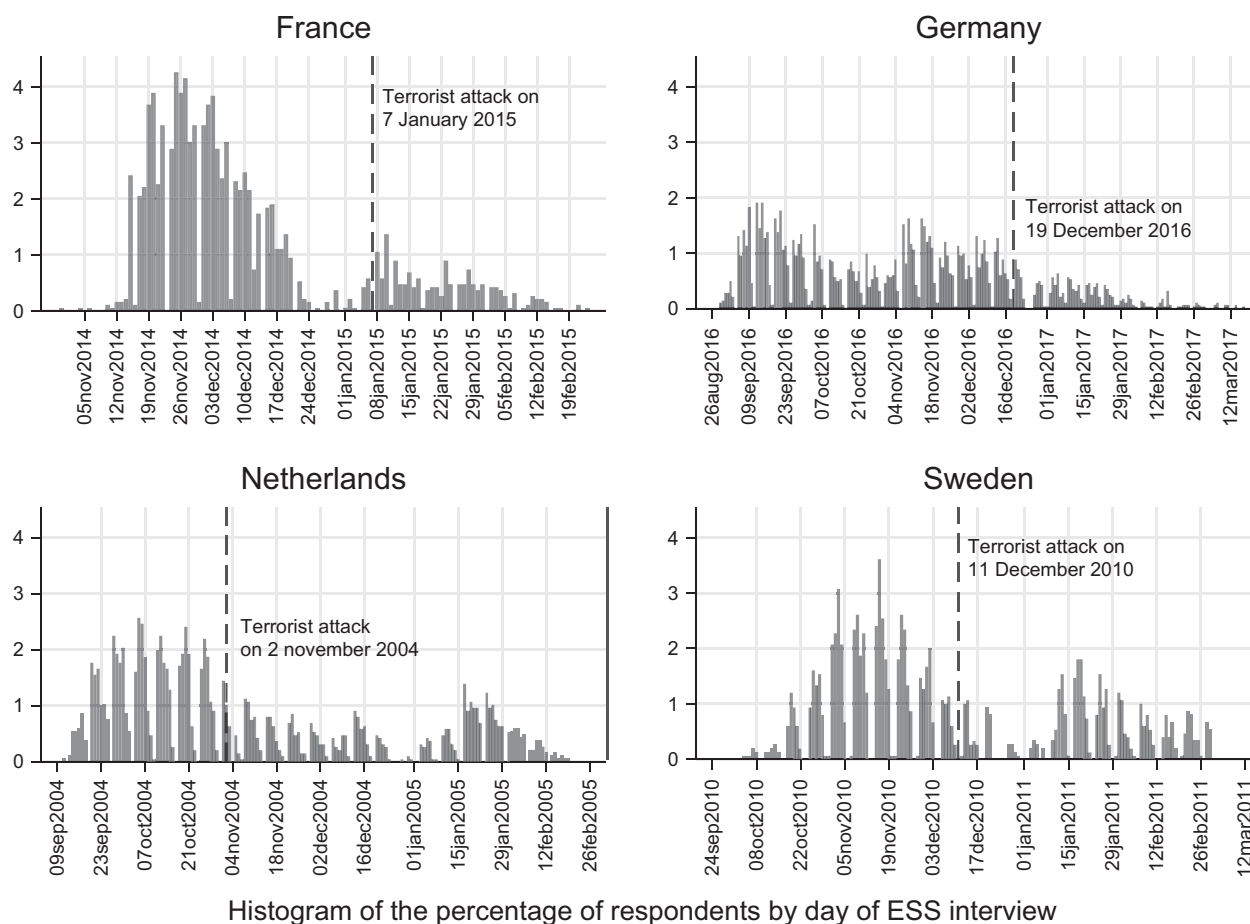 France
4
3
2
1
0
Terrorist attack on
7 January 2015
05nov2014
12nov2014
19nov2014
26nov2014
03dec2014
10dec2014
17dec2014
24dec2014
01jan2015
08jan2015
15jan2015
22jan2015
29jan2015
05feb2015
12feb2015
19feb2015
Germany
4
3
2
1
0
Terrorist attack on
19 December 2016
26aug2016
09sep2016
23sep2016
07oct2016
21oct2016
04nov2016
18nov2016
02dec2016
16dec2016
01jan2017
15jan2017
29jan2017
12feb2017
26feb2017
12mar2017
Netherlands
4
3
2
1
0
Terrorist attack
on 2 november 2004
09sep2004
23sep2004
07oct2004
21oct2004
04nov2004
18nov2004
02dec2004
16dec2004
01jan2005
15jan2005
29jan2005
12feb2005
26feb2005
Sweden
4
3
2
1
0
Terrorist attack on
11 December 2010
24sep2010
08oct2010
22oct2010
05nov2010
19nov2010
03dec2010
17dec2010
01jan2011
15jan2011
29jan2011
12feb2011
26feb2011
12mar2011
Histogram of the percentage of respondents by day of ESS interview